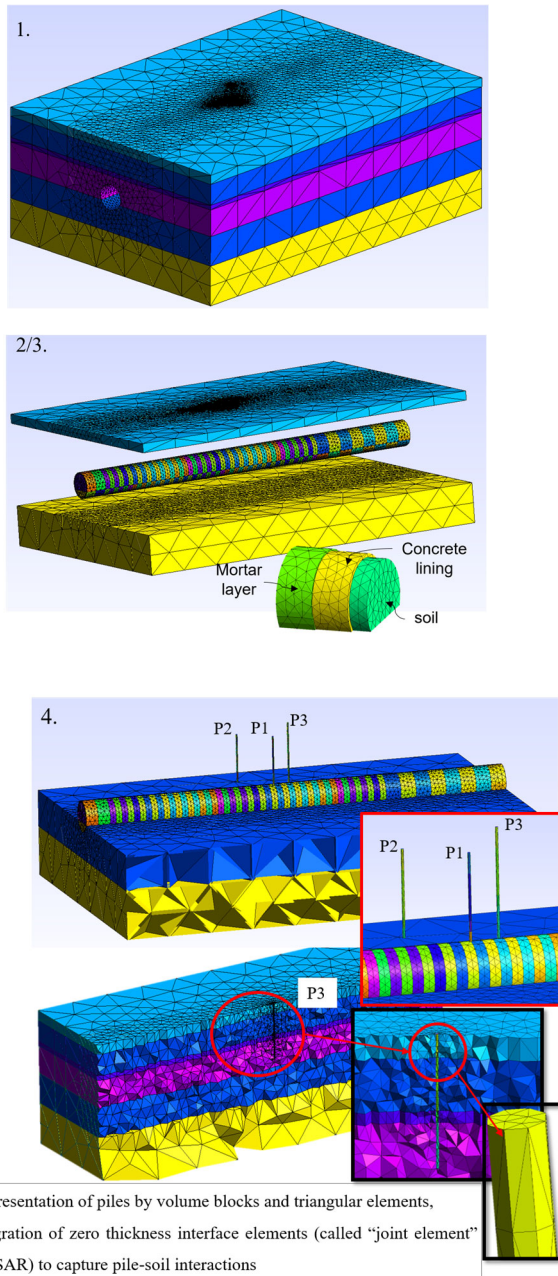 1.
2/3.
Mortar
layer
Concrete
lining
soil
4.
P2
P1
P3
P2
P1
P3
P3
resentation of piles by volume blocks and triangular elements,
gration of zero thickness interface elements (called “joint element”
SAR) to capture pile-soil interactions